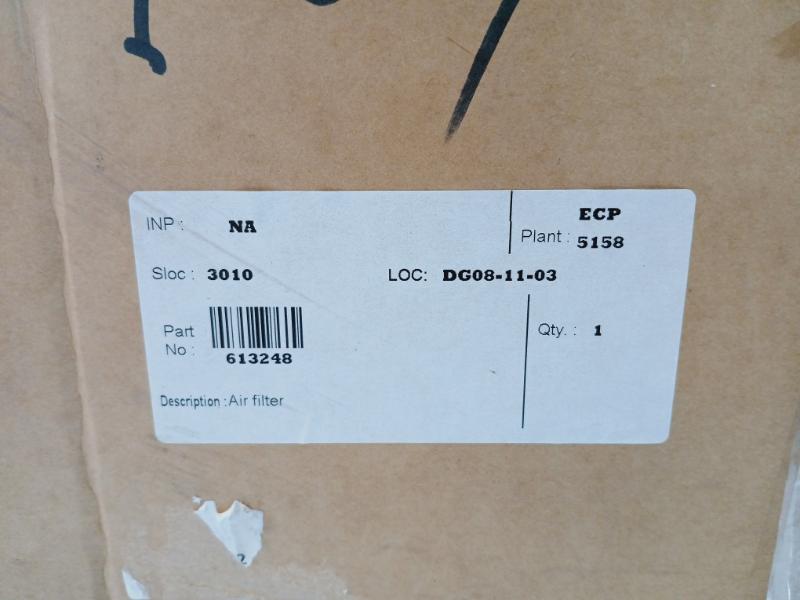 INP : NA
ECP
Plant : 5158
Sloc : 3010 LOC: DG08-11-03
Part
No : 613248
Qty. : 1
Description : Air filter
2